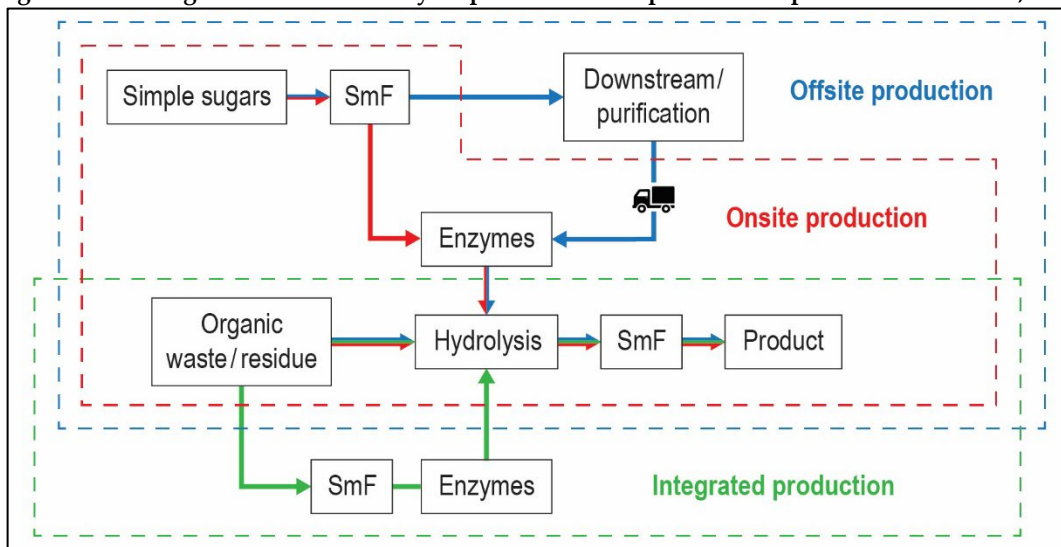 Simple sugars
SmF
Downstream/
purification
Offsite production
Onsite production
Enzymes
Organic
waste/residue
Hydrolysis
SmF
Product
SmF
Enzymes
Integrated production